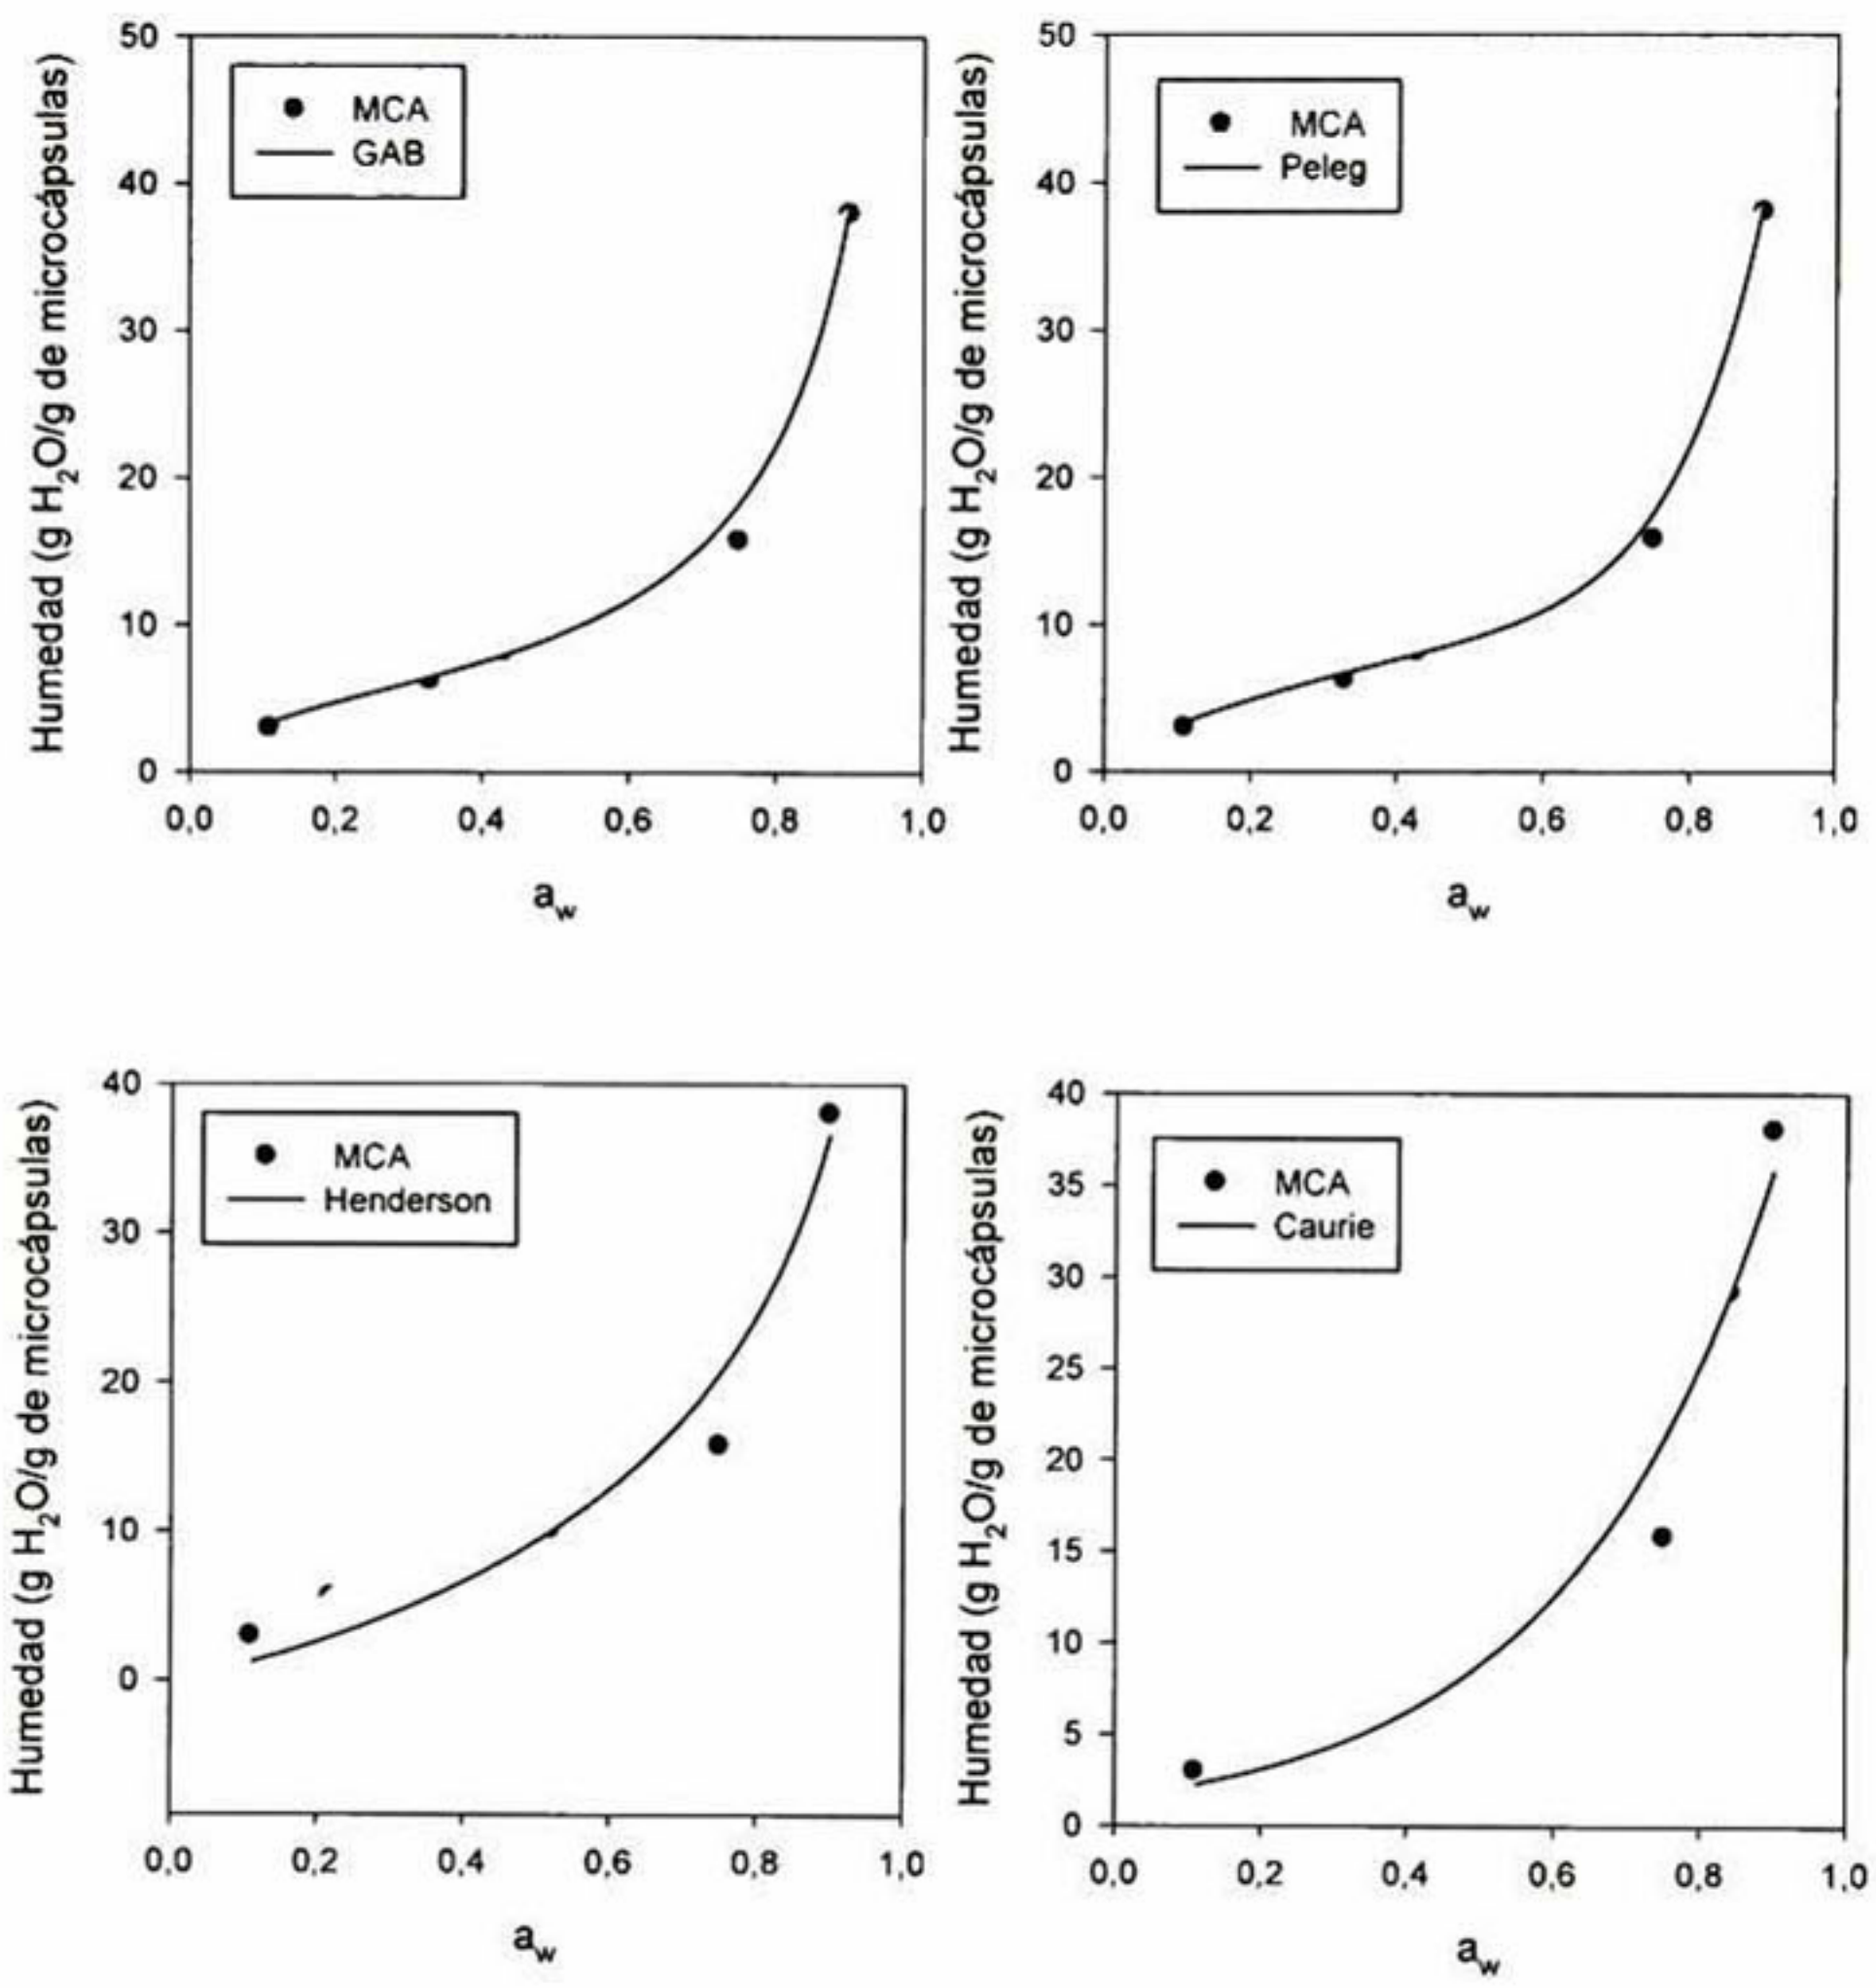 Humedad (g H₂O/g de microcápsulas)
50
40
30
20
10
0
MCA
GAB
0,0 0,2 0,4 0,6 0,8 1,0
a_w
Humedad (g H₂O/g de microcápsulas)
50
40
30
20
10
0
MCA
Peleg
0,0 0,2 0,4 0,6 0,8 1,0
a_w
Humedad (g H₂O/g de microcápsulas)
40
30
20
10
0
MCA
Henderson
0,0 0,2 0,4 0,6 0,8 1,0
a_w
Humedad (g H₂O/g de microcápsulas)
40
35
30
25
20
15
10
5
0
MCA
Caurie
0,0 0,2 0,4 0,6 0,8 1,0
a_w